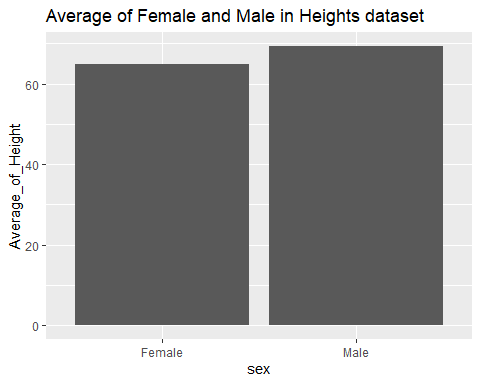 Average of Female and Male in Heights dataset
Average_of_Height
60
40
20
0
Female
Male
sex